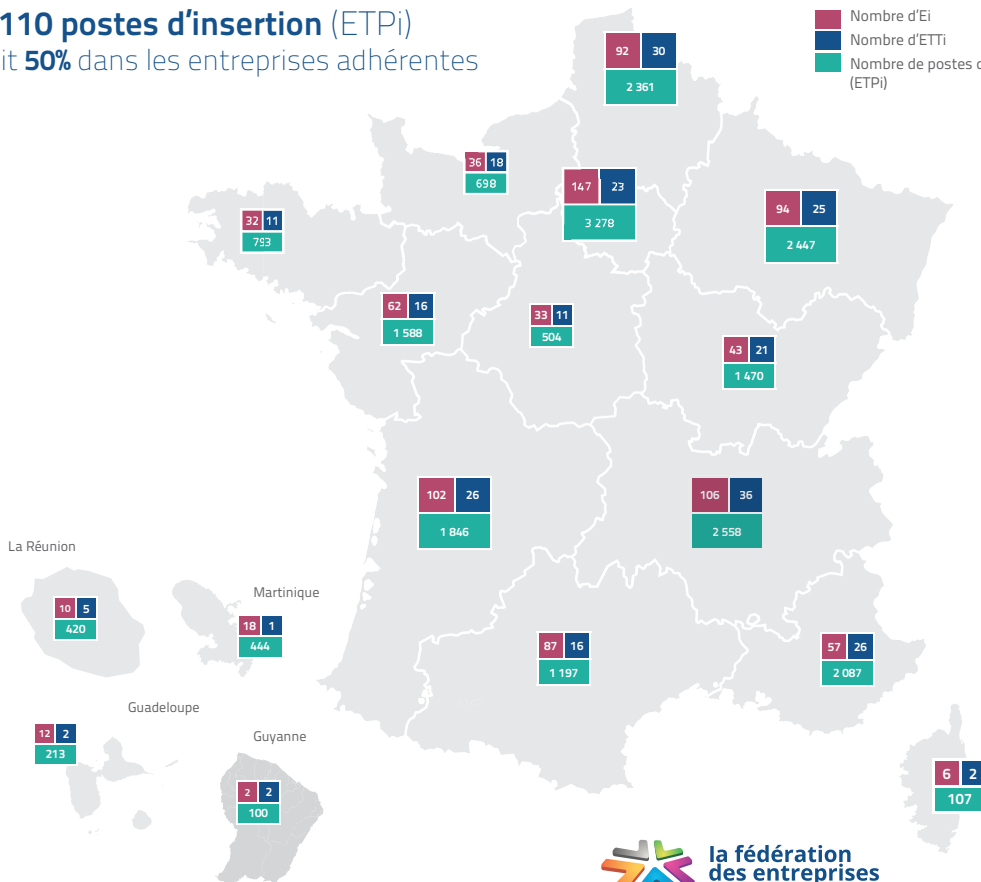 110 postes d'insertion (ETPi)
it 50% dans les entreprises adhérentes
Nombre d'Ei
Nombre d'ETTi
Nombre de postes
(ETPi)
92 30
2 361
36 18
698
147 23
3 278
94 25
2 447
32 11
793
62 16
1 588
33 11
504
43 21
1 470
102 26
1 846
106 36
2 558
La Réunion
10 5
420
Martinique
18 1
444
87 16
1 197
57 26
2 087
Guadeloupe
12 2
213
Guyanne
2 2
100
6 2
107
la fédération
des entreprises